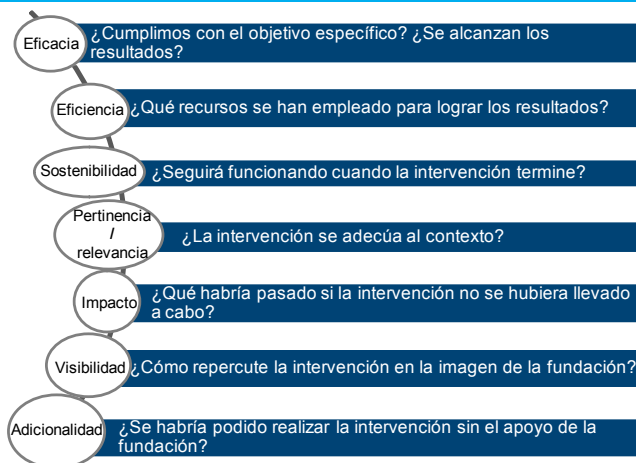 Eficacia
¿Cumplimos con el objetivo específico? ¿Se alcanzan los
resultados?
Eficiencia
¿Qué recursos se han empleado para lograr los resultados?
Sostenibilidad
¿Seguirá funcionando cuando la intervención termine?
Pertinencia
/
relevancia
¿La intervención se adecúa al contexto?
Impacto
¿Qué habría pasado si la intervención no se hubiera llevado
a cabo?
Visibilidad
¿Cómo repercute la intervención en la imagen de la fundación?
Adicionalidad
¿Se habría podido realizar la intervención sin el apoyo de la
fundación?